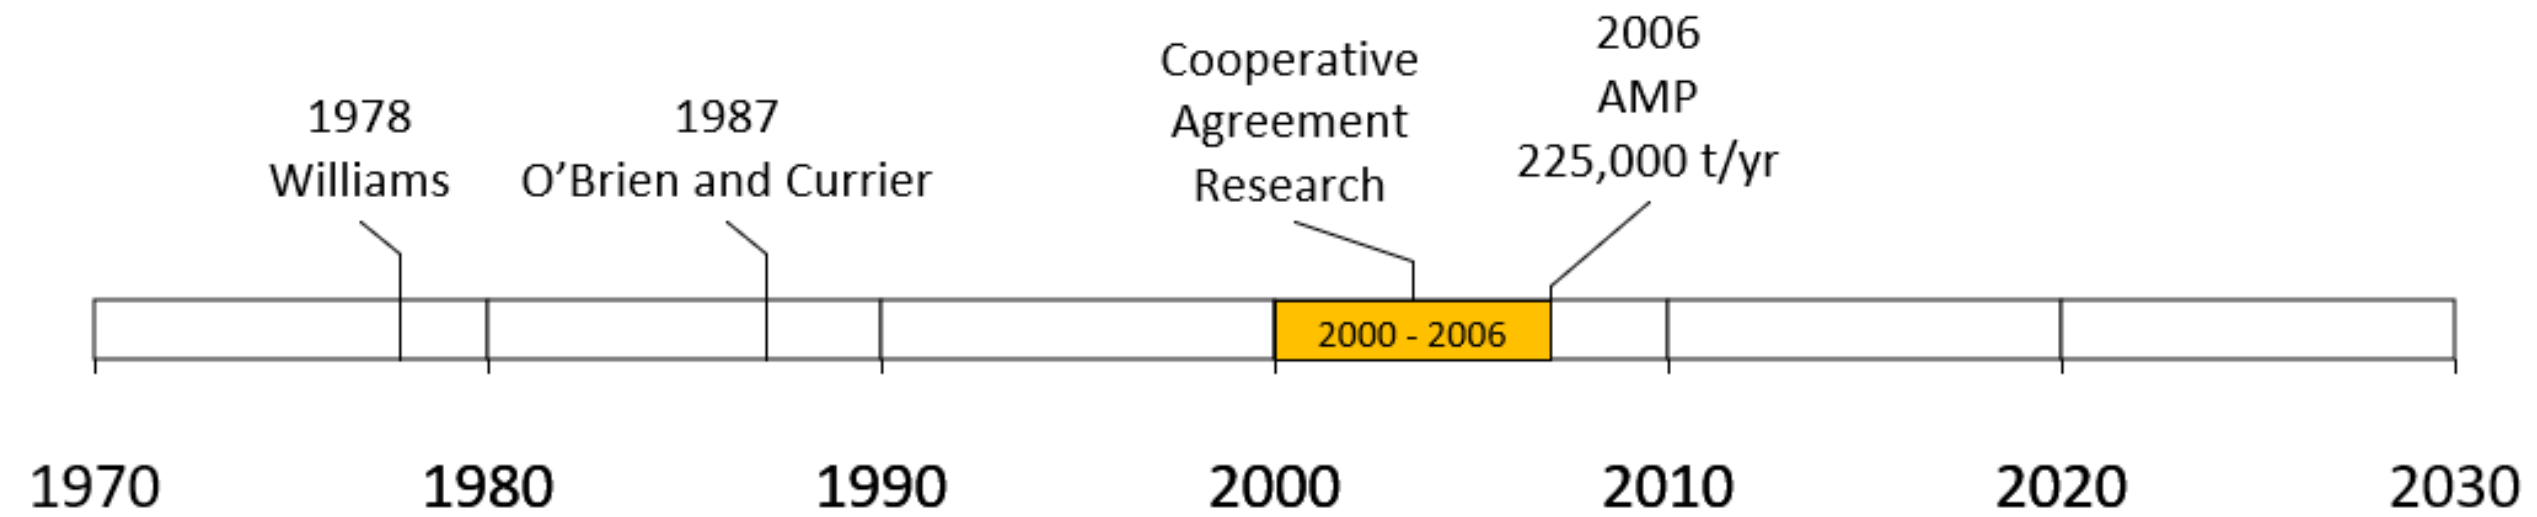 1978
Williams
1987
O’Brien and Currier
Cooperative
Agreement
Research
2006
AMP
225,000 t/yr
2000 - 2006
1970
1980
1990
2000
2010
2020
2030